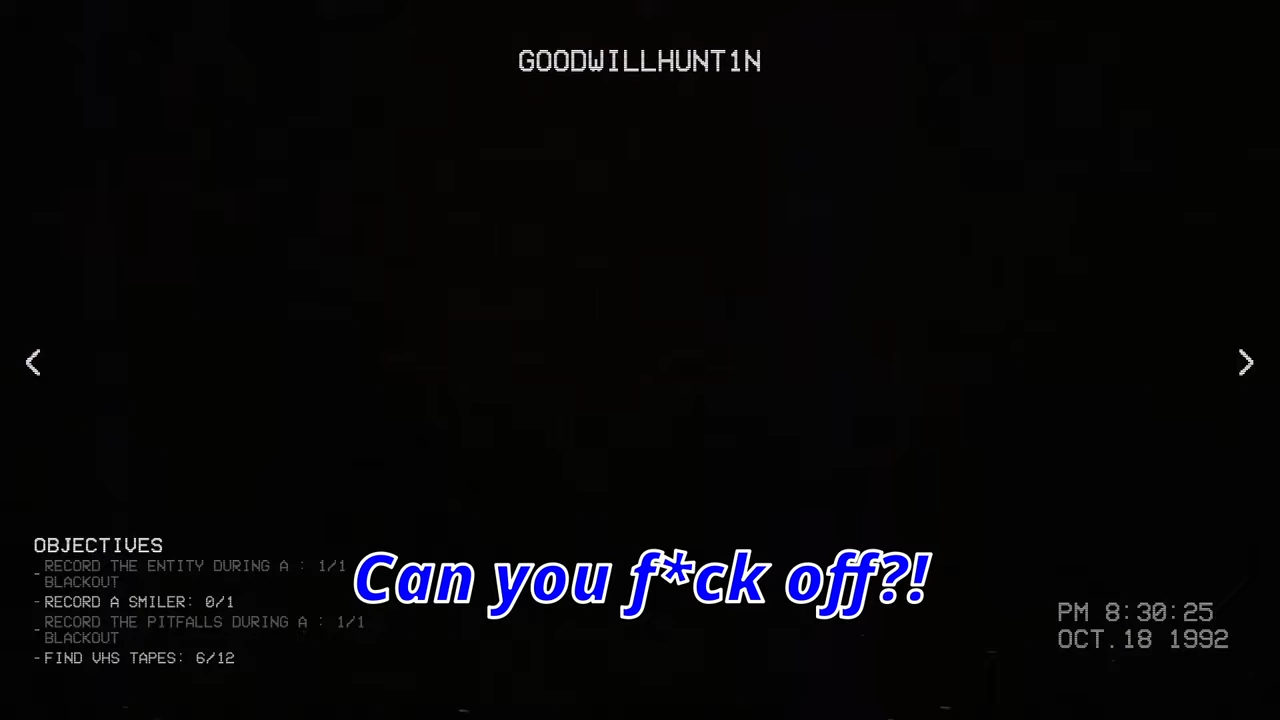 GOODWILLHUNT1N
<
>
OBJECTIVES
- RECORD THE ENTITY DURING A : 1/1
BLACKOUT
- RECORD A SMILER: 0/1
- RECORD THE PITFALLS DURING A : 1/1
BLACKOUT
- FIND VHS TAPES: 6/12
Can you f*ck off?!
PM 8:30:25
OCT.18 1992